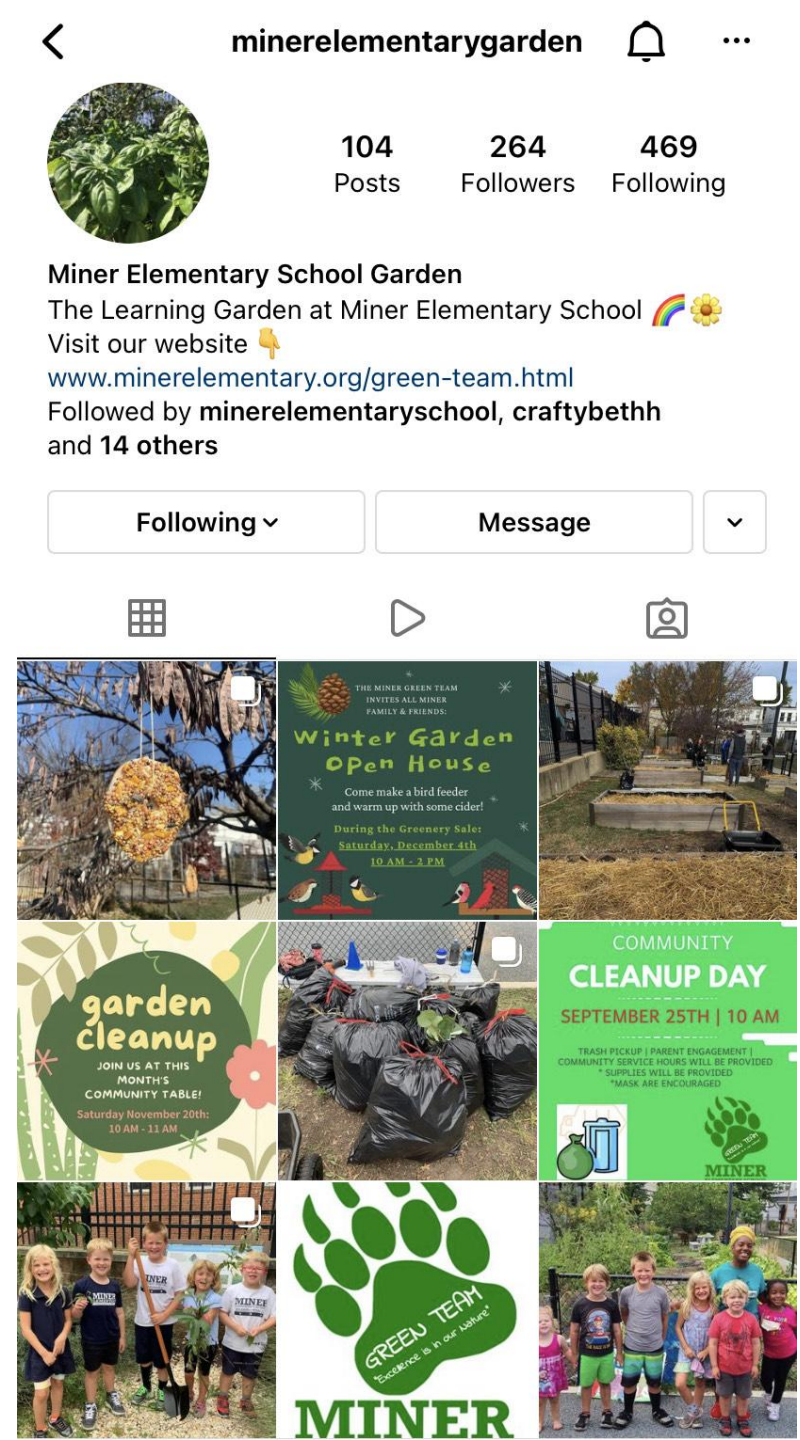 minerelementarygarden
104
264
469
Posts
Followers
Following
Miner Elementary School Garden
The Learning Garden at Miner Elementary School 🌈🌼
Visit our website 👇
www.minerelementary.org/green-team.html
Followed by minerelementaryschool, craftybethh
and 14 others
Following
Message
THE MINER GREEN TEAM
INVITES ALL MINER
FAMILY & FRIENDS:
Winter Garden
Open House
Come make a bird feeder
and warm up with some cider!
During the Greenery Sale:
Saturday, December 4th
10 AM - 2 PM
garden
cleanup
JOIN US AT THIS
MONTH'S
COMMUNITY TABLE!
Saturday November 20th:
10 AM - 11 AM
COMMUNITY
CLEANUP DAY
SEPTEMBER 25TH | 10 AM
TRASH PICKUP | PARENT ENGAGEMENT |
COMMUNITY SERVICE HOURS WILL BE PROVIDED
* SUPPLIES WILL BE PROVIDED
*MASK ARE ENCOURAGED
GREEN TEAM
MINER
MINER
MINER
MINER
GREEN TEAM
"Excellence is in our Nature"
MINER